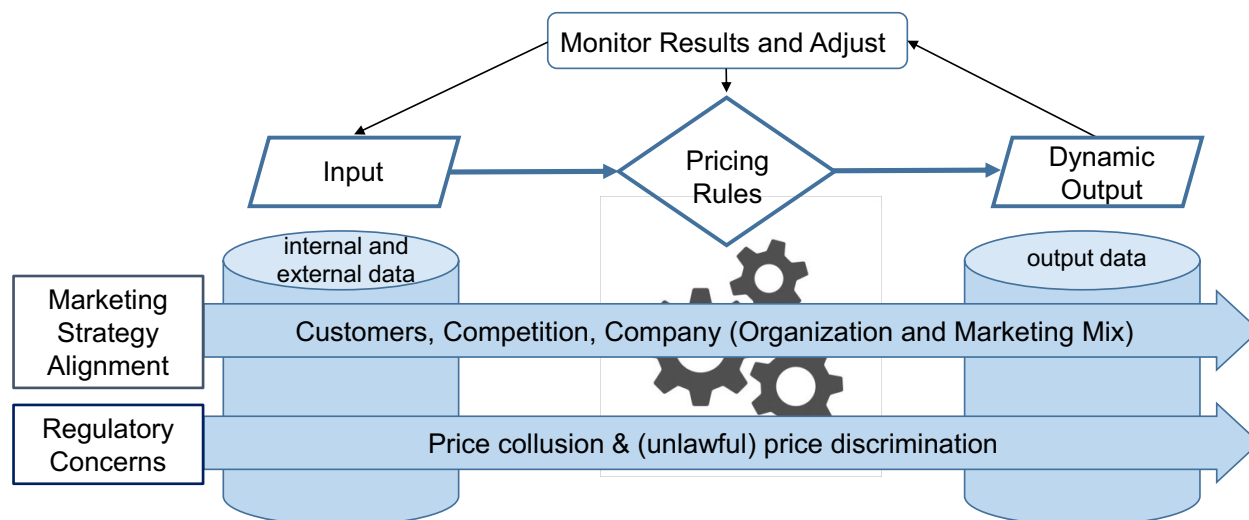 Monitor Results and Adjust
Input
Pricing
Rules
Dynamic
Output
internal and
external data
output data
Marketing
Strategy
Alignment
Customers, Competition, Company (Organization and Marketing Mix)
Regulatory
Concerns
Price collusion & (unlawful) price discrimination